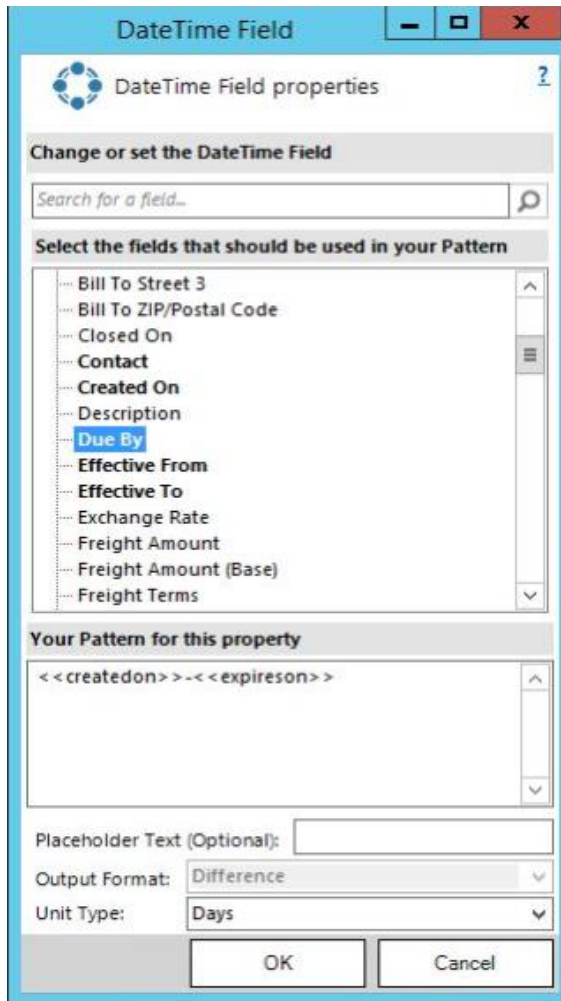 DateTime Field
x
DateTime Field properties
?
Change or set the DateTime Field
Search for a field...
Select the fields that should be used in your Pattern
Bill To Street 3
Bill To ZIP/Postal Code
Closed On
Contact
Created On
Description
Due By
Effective From
Effective To
Exchange Rate
Freight Amount
Freight Amount (Base)
Freight Terms
Your Pattern for this property
<<createdon>>-<<expireson>>
Placeholder Text (Optional):
Output Format: Difference
Unit Type: Days
OK Cancel